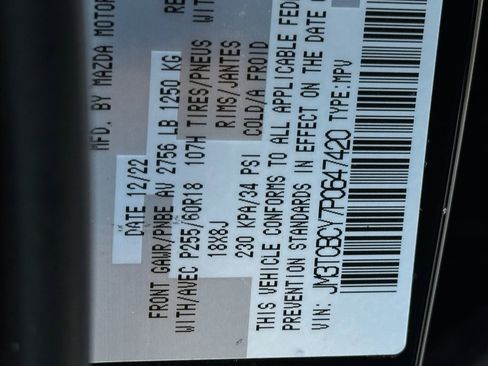 MFD. BY MAZDA MOTOR
DATE 12/22
FRONT GAWR/PNBE AV 2756 LB 1250 KG
WITH/AVEC P255/60R18 107H TIRES/PNEUS WITH
18X8J RIMS/JANTES
230 KPA/34 PSI COLD/A FROID
THIS VEHICLE CONFORMS TO ALL APPLICABLE FED
PREVENTION STANDARDS IN EFFECT ON THE DATE
VIN: JM3TCBCY7P0647420 TYPE:MPV